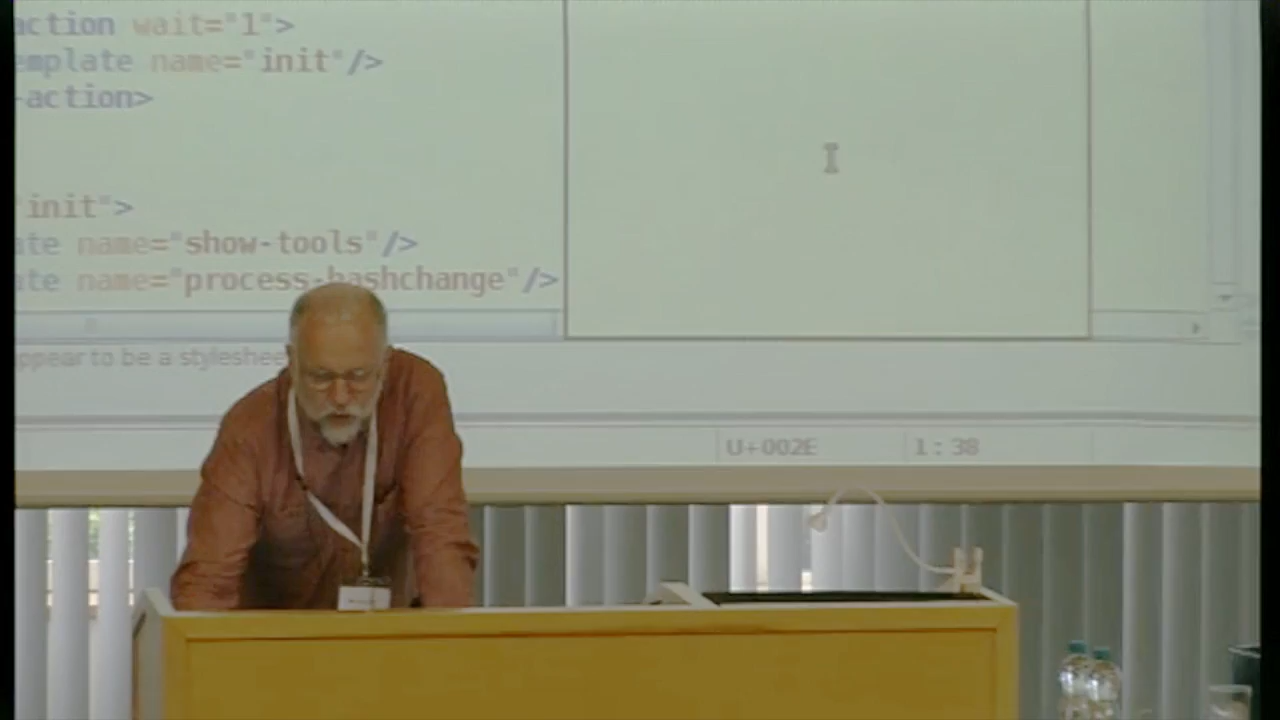 action wait="1">
emplate name="init"/>
-action>
"init">
ate name="show-tools"/>
ate name="process-hashchange"/>
ppear to be a styleshee
U+002E
1:38